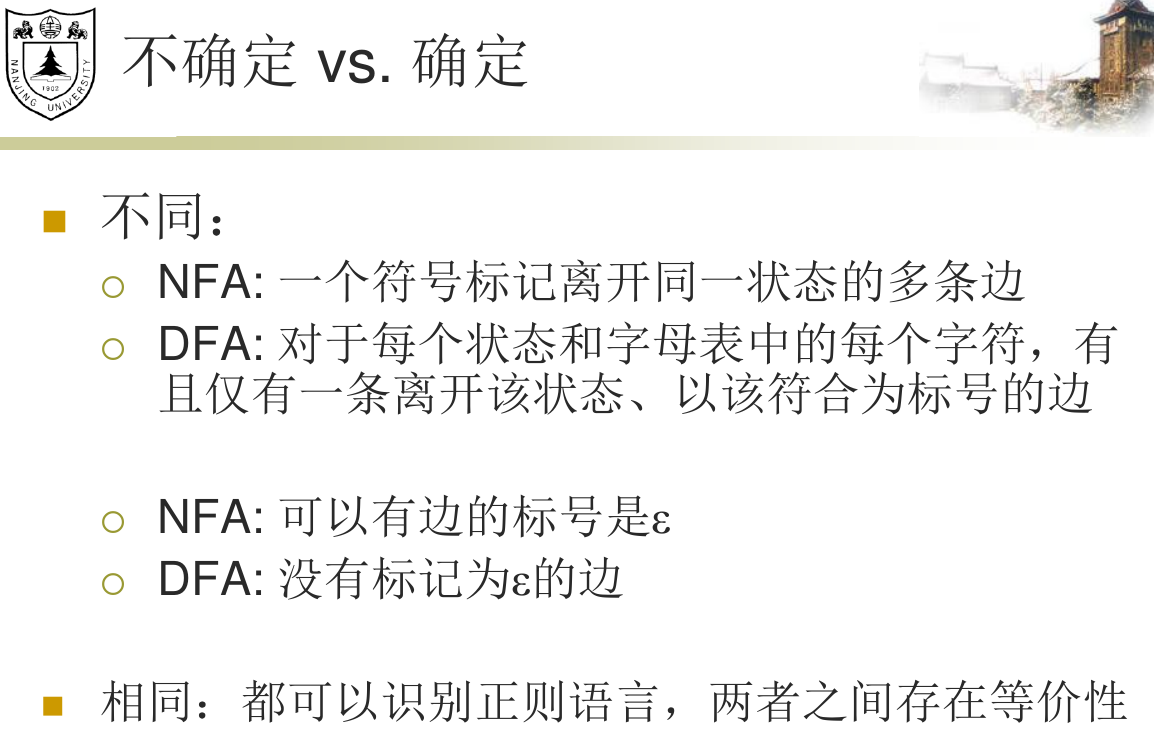 NANJING UNIVERSITY
1902
不确定 vs. 确定
不同：
NFA: 一个符号标记离开同一状态的多条边
DFA: 对于每个状态和字母表中的每个字符，有
且仅有一条离开该状态、以该符合为标号的边
NFA: 可以有边的标号是ε
DFA: 没有标记为ε的边
相同：都可以识别正则语言，两者之间存在等价性